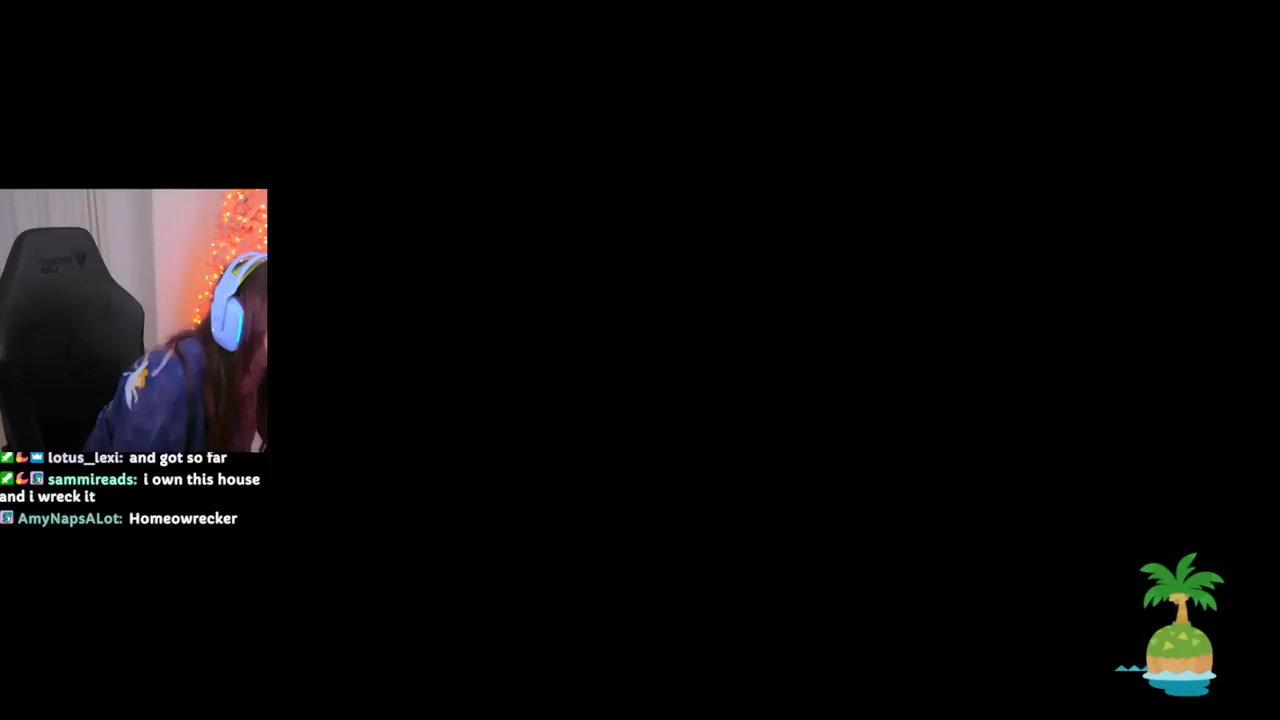 lotus_lexi: and got so far
sammireads: i own this house
and i wreck it
AmyNapsALot: Homeowrecker